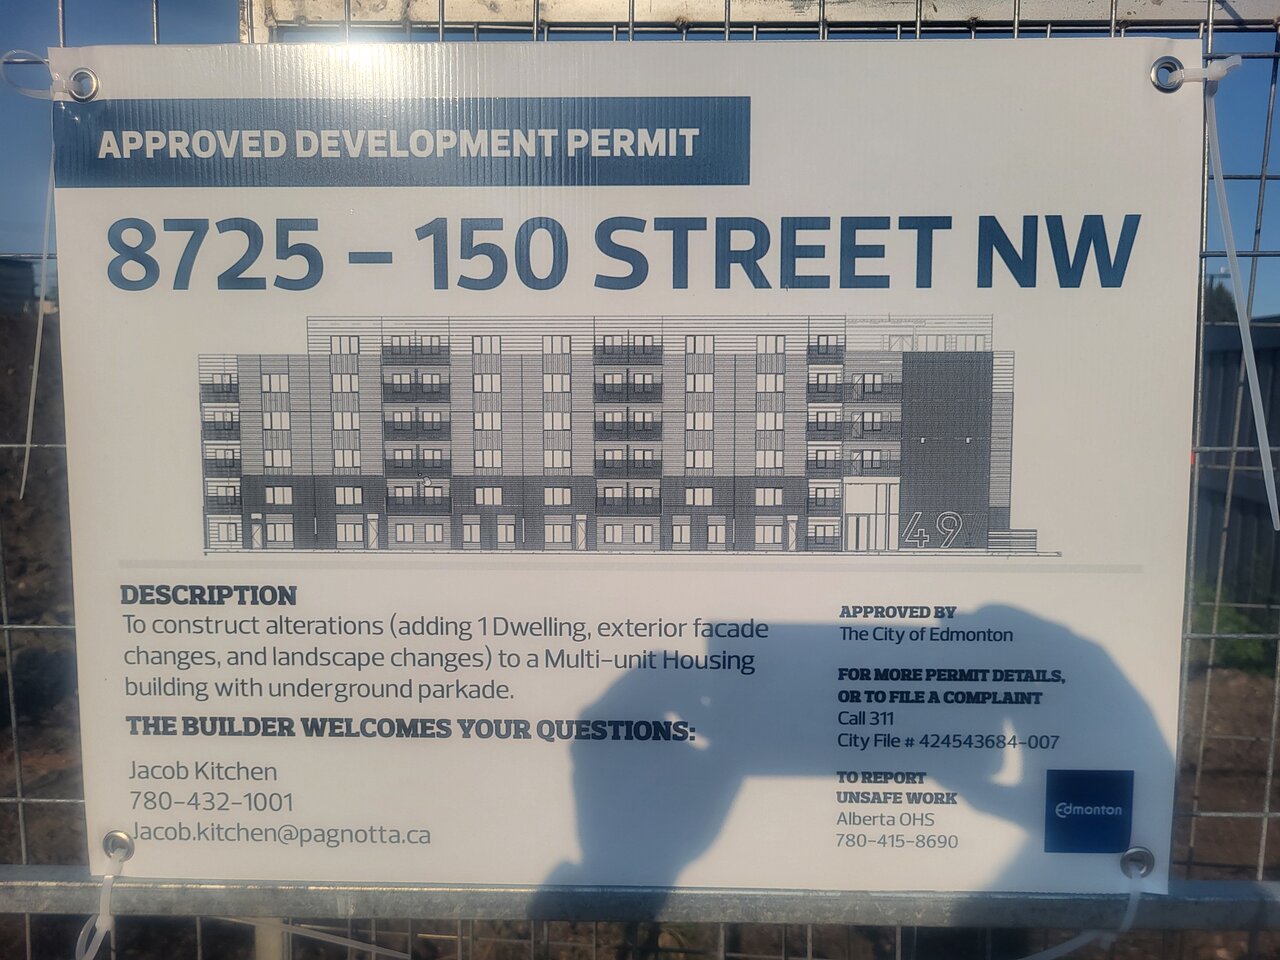 APPROVED DEVELOPMENT PERMIT
8725 – 150 STREET NW
49
DESCRIPTION
To construct alterations (adding 1 Dwelling, exterior facade
changes, and landscape changes) to a Multi-unit Housing
building with underground parkade.
THE BUILDER WELCOMES YOUR QUESTIONS:
Jacob Kitchen
780-432-1001
Jacob.kitchen@pagnotta.ca
APPROVED BY
The City of Edmonton
FOR MORE PERMIT DETAILS,
OR TO FILE A COMPLAINT
Call 311
City File # 424543684-007
TO REPORT
UNSAFE WORK
Alberta OHS
780-415-8690
Edmonton